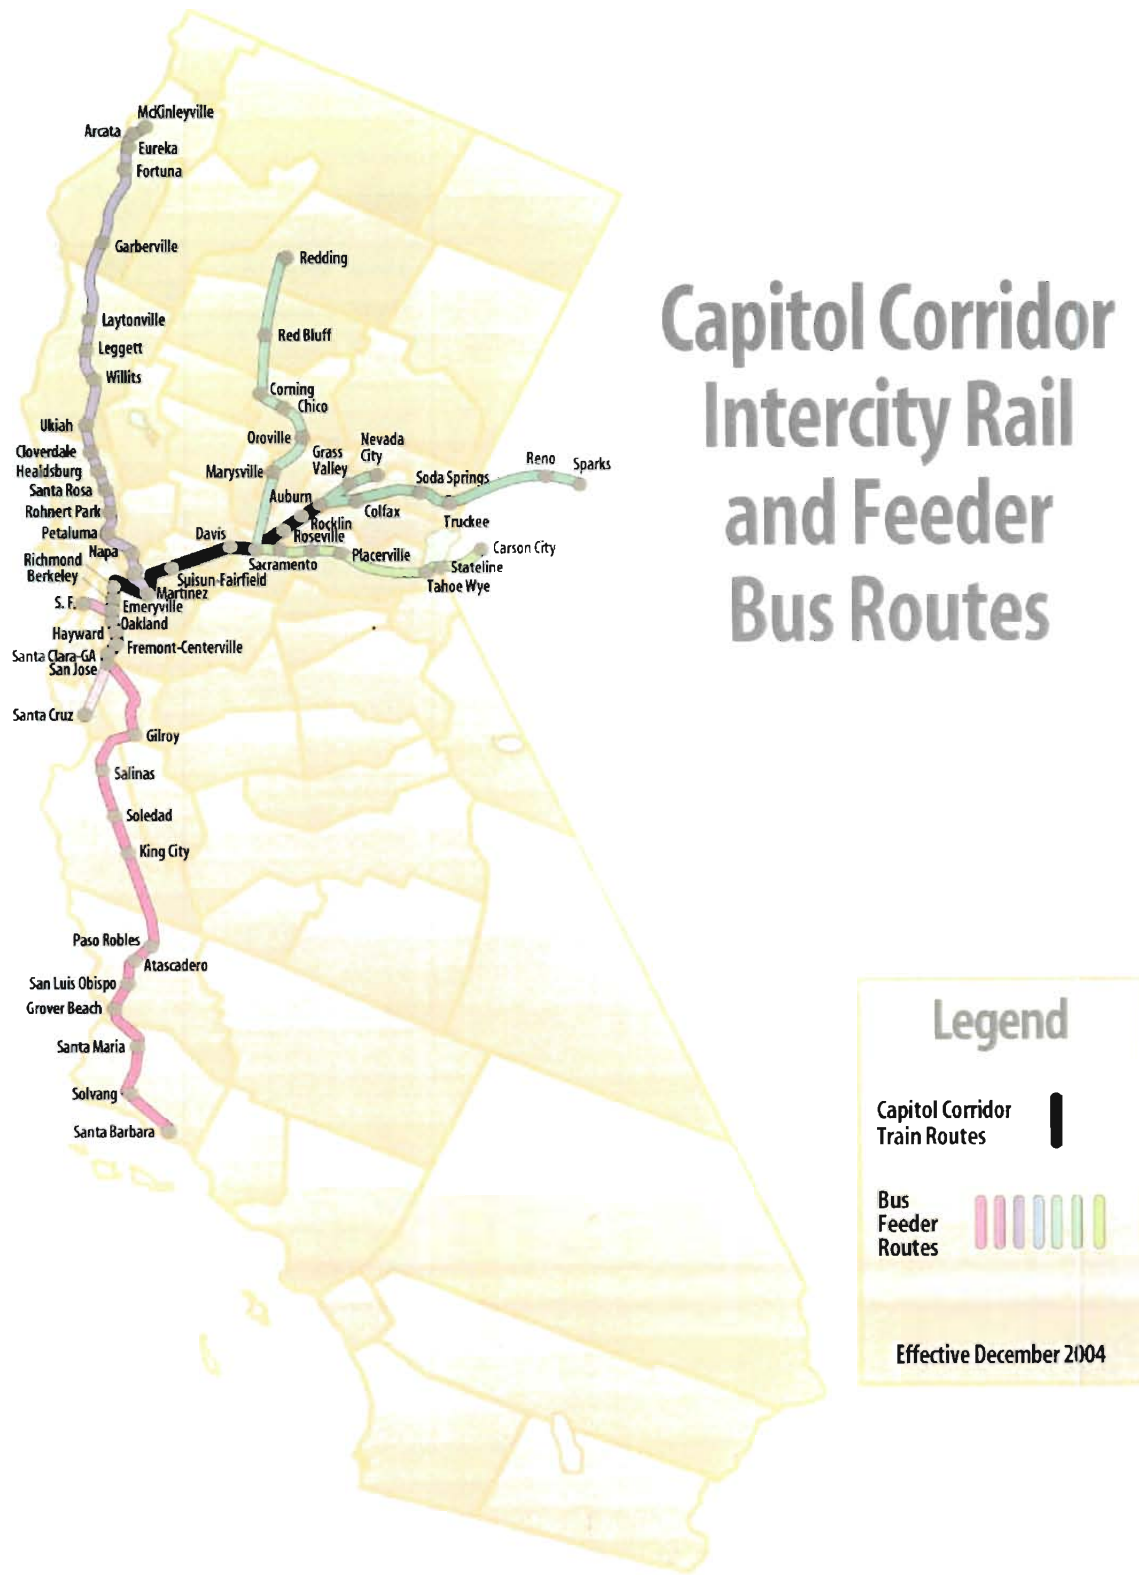 Capitol Corridor
Intercity Rail
and Feeder
Bus Routes
McKinleyville
Arcata
Eureka
Fortuna
Garberville
Laytonville
Leggett
Willits
Ukiah
Cloverdale
Healdsburg
Santa Rosa
Rohnert Park
Petaluma
Napa
Richmond
Berkeley
S. F.
Hayward
Santa Clara-GA
San Jose
Santa Cruz
Redding
Red Bluff
Corning
Chico
Oroville
Marysville
Grass
Valley
Nevada
City
Auburn
Rocklin
Roseville
Colfax
Soda Springs
Truckee
Reno
Sparks
Davis
Sacramento
Placerville
Carson City
Stateline
Tahoe Wye
Suisun-Fairfield
Martinez
Emeryville
Oakland
Fremont-Centerville
Gilroy
Salinas
Soledad
King City
Paso Robles
Atascadero
San Luis Obispo
Grover Beach
Santa Maria
Solvang
Santa Barbara
Legend
Capitol Corridor
Train Routes
Bus
Feeder
Routes
Effective December 2004